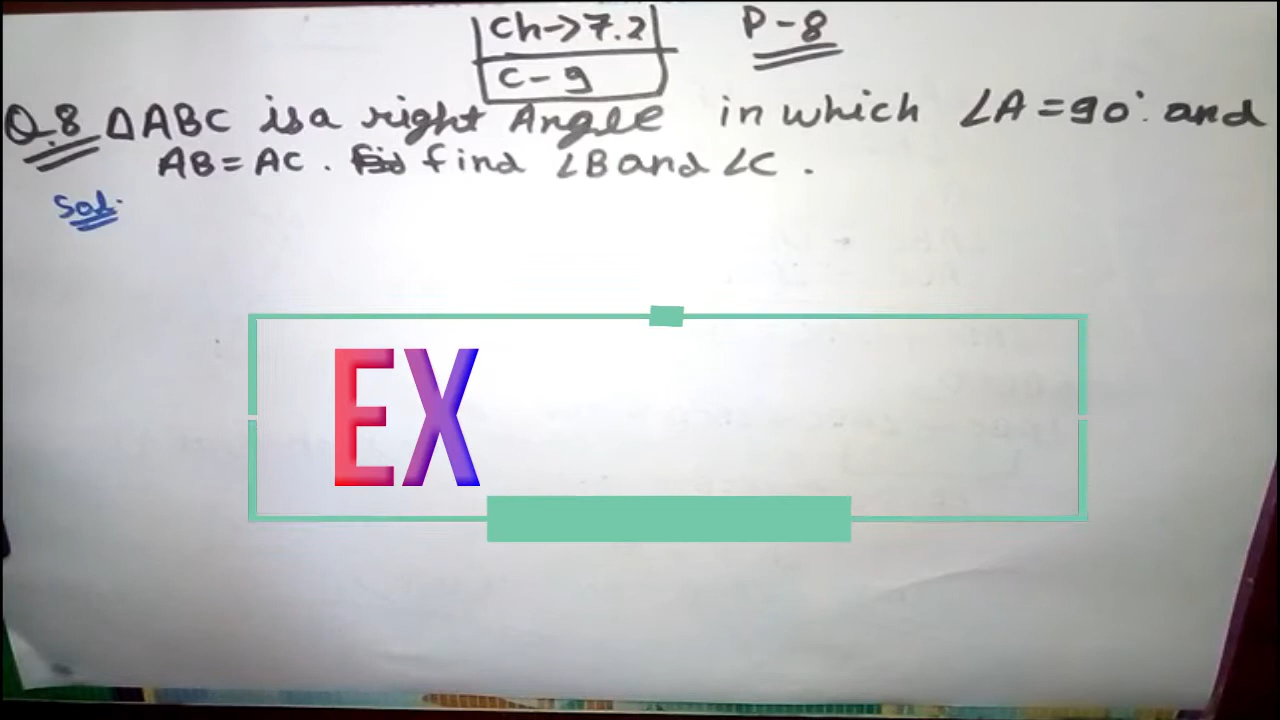 Ch->7.2 P-8
C-9
Q.8 △ABC is a right Angle in which ∠A=90° and
AB=AC. find ∠B and ∠C.
Sol.
EX